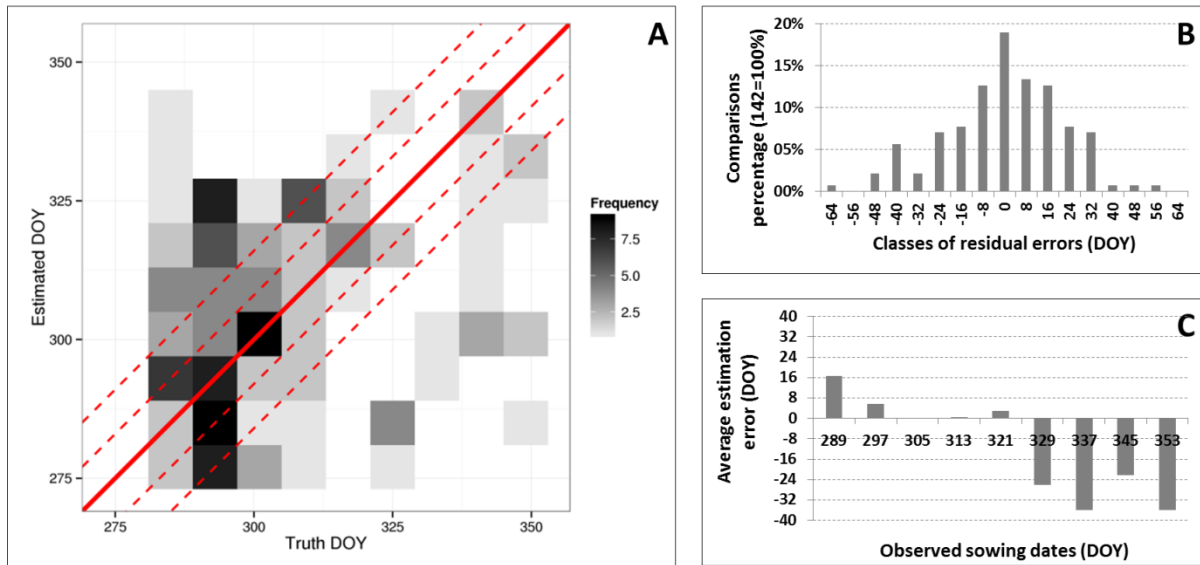 A
350
325
300
275
Estimated DOY
275 300 325 350
Truth DOY
Frequency
7.5
5.0
2.5
B
20%
15%
10%
05%
00%
Comparisons
percentage (142=100%)
-64 -56 -48 -40 -32 -24 -16 -8 0 8 16 24 32 40 48 56 64
Classes of residual errors (DOY)
C
40
32
24
16
8
0
-8
-16
-24
-32
-40
Average estimation
error (DOY)
289 297 305 313 321 329 337 345 353
Observed sowing dates (DOY)